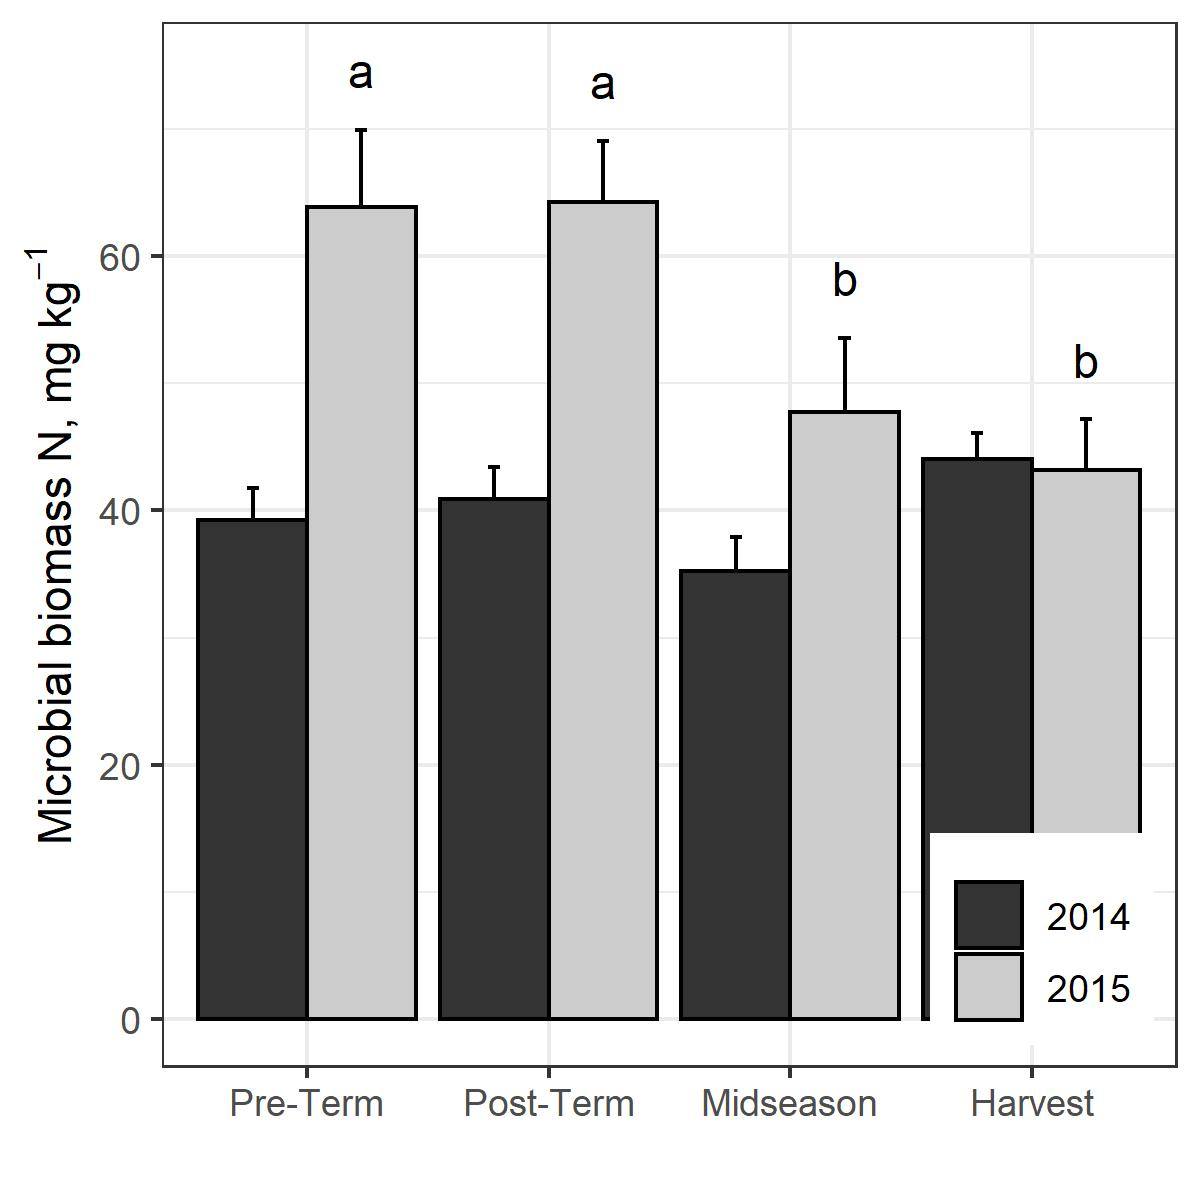 a
a
b
b
Microbial biomass N, mg kg⁻¹
60
40
20
0
2014
2015
Pre-Term Post-Term Midseason Harvest